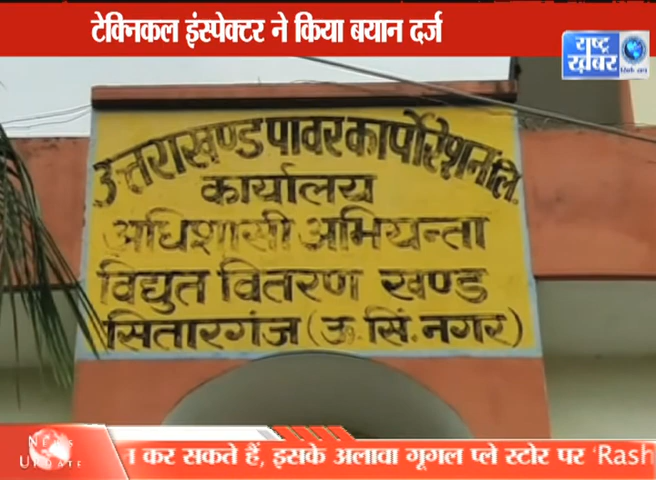 टेक्निकल इंस्पेक्टर ने किया बयान दर्ज
राष्ट्र
ख़बर
उत्तराखण्ड पावर कार्पोरेशन लि.
कार्यालय
अधिशासी अभियन्ता
विद्युत वितरण खण्ड
सितारगंज (ऊ. सिं. नगर)
NEWS
UPDATE
न कर सकते हैं, इसके अलावा गूगल प्ले स्टोर पर 'Rash